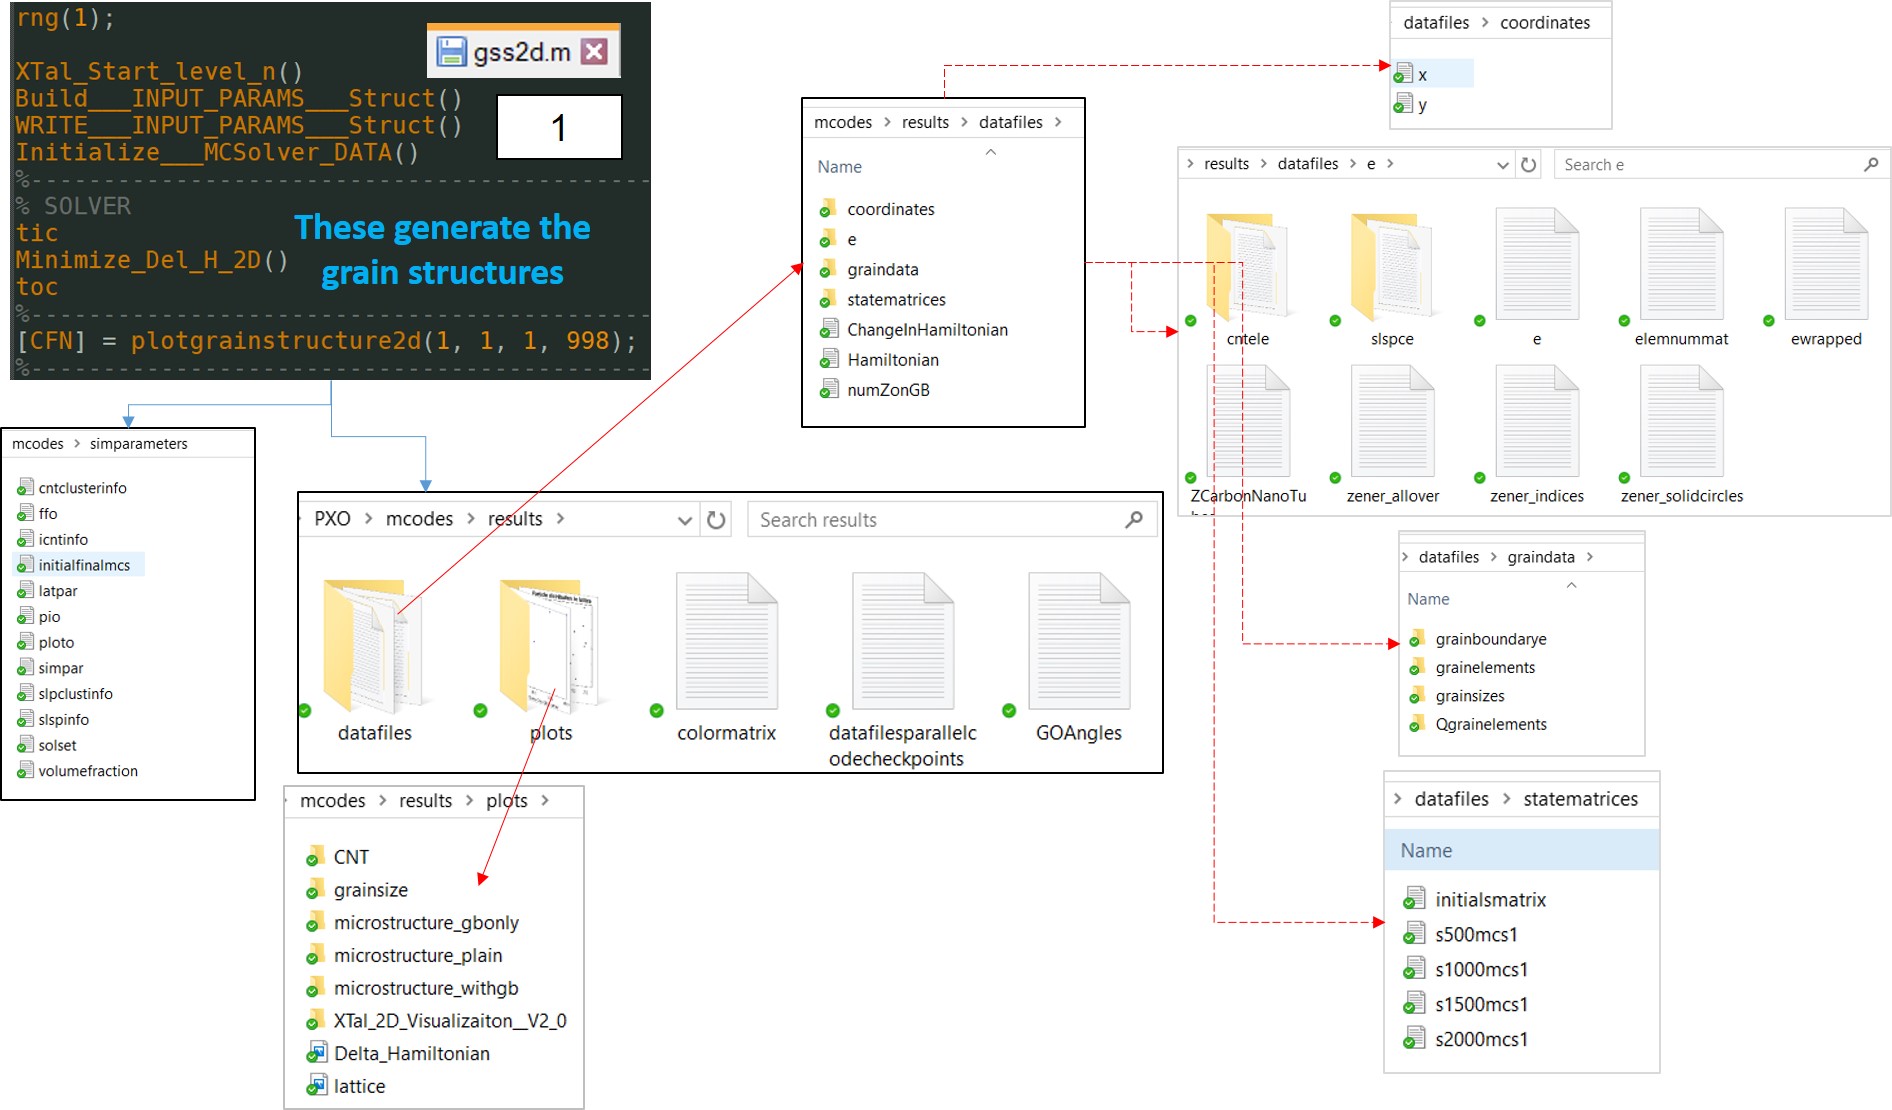 rng(1);
gss2d.m
XTal_Start_level_n()
Build___INPUT_PARAMS___Struct()
WRITE___INPUT_PARAMS___Struct()
Initialize___MCSolver_DATA()
1
%
% SOLVER
tic
Minimize_Del_H_2D()
toc
These generate the
grain structures
%
[CFN] = plotgrainstructure2d(1, 1, 1, 998);
%
mcodes > simparameters
cntclusterinfo
ffo
icntinfo
initialfinalmcs
latpar
pio
ploto
simpar
slpclustinfo
slspinfo
solset
volumefraction
PXO > mcodes > results >
Search results
datafiles
plots
colormatrix
datafilesparallelc
odecheckpoints
GOAngles
mcodes > results > plots >
CNT
grainsize
microstructure_gbonly
microstructure_plain
microstructure_withgb
XTal_2D_Visualizaiton__V2_0
Delta_Hamiltonian
lattice
mcodes > results > datafiles >
Name
coordinates
e
graindata
statematrices
ChangeInHamiltonian
Hamiltonian
numZonGB
datafiles > coordinates
x
y
> results > datafiles > e >
Search e
cntele
slspce
e
elemnummat
ewrapped
ZCarbonNanoTu
zener_allover
zener_indices
zener_solidcircles
> datafiles > graindata >
Name
grainboundarye
grainelements
grainsizes
Qgrainelements
> datafiles > statematrices
Name
initialsmatrix
s500mcs1
s1000mcs1
s1500mcs1
s2000mcs1